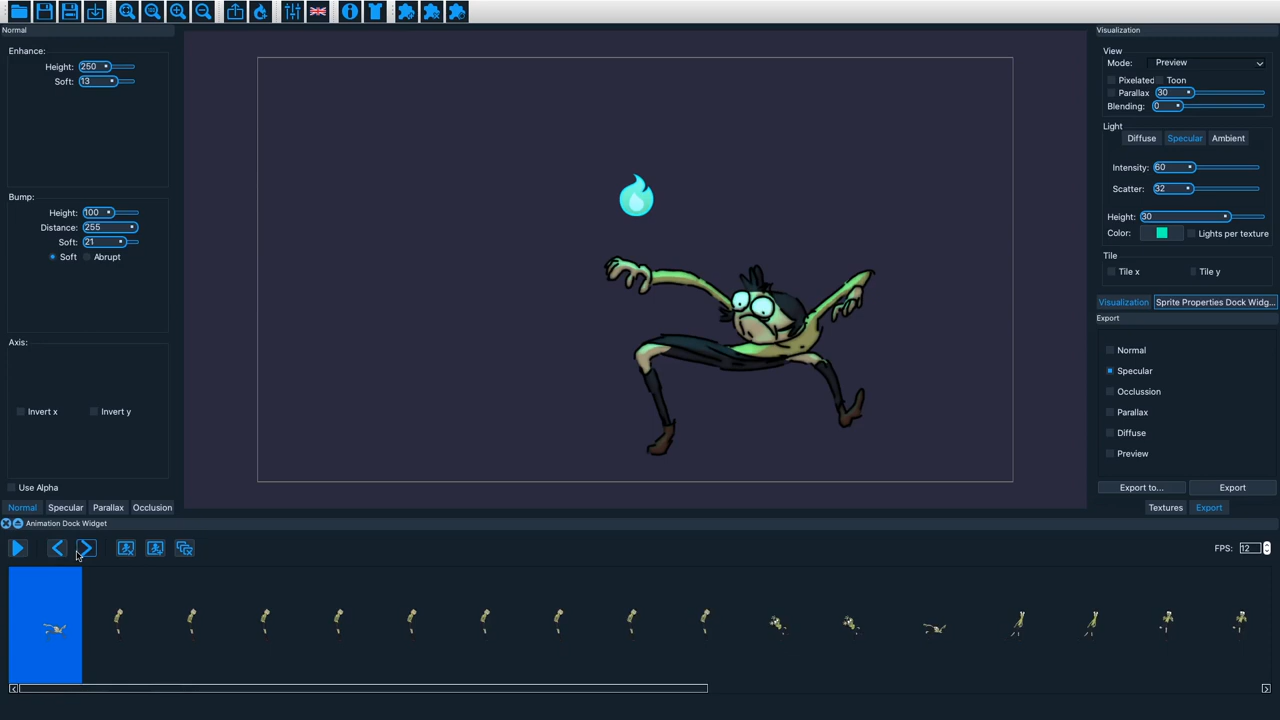 Normal
Enhance:
Height: 250
Soft: 13
Bump:
Height: 100
Distance: 255
Soft: 21
Soft Abrupt
Axis:
Invert x Invert y
Use Alpha
Normal Specular Parallax Occlusion
Visualization
View
Mode: Preview
Pixelated Toon
Parallax 30
Blending: 0
Light
Diffuse Specular Ambient
Intensity: 60
Scatter: 32
Height: 30
Color: Lights per texture
Tile
Tile x Tile y
Visualization Sprite Properties Dock Widg...
Export
Normal
Specular
Occlussion
Parallax
Diffuse
Preview
Export to... Export
Textures Export
Animation Dock Widget
FPS: 12